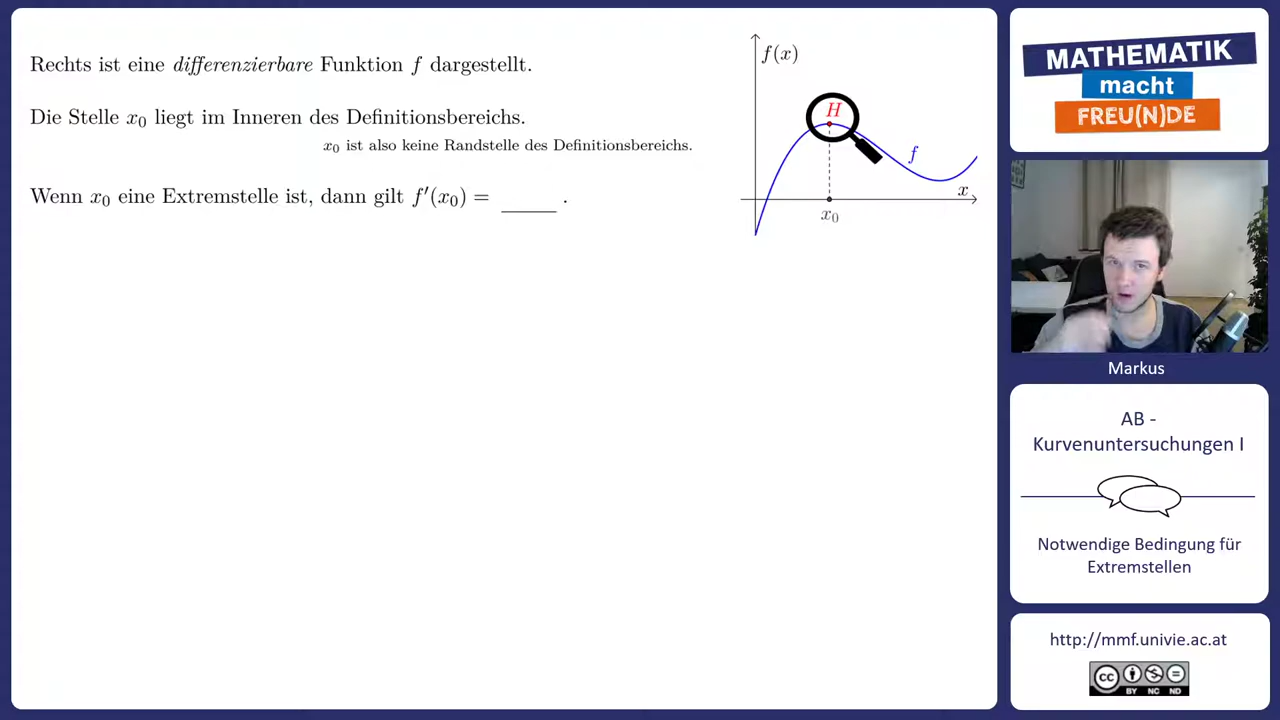 Rechts ist eine differenzierbare Funktion f dargestellt.
Die Stelle x₀ liegt im Inneren des Definitionsbereichs.
x₀ ist also keine Randstelle des Definitionsbereichs.
Wenn x₀ eine Extremstelle ist, dann gilt f′(x₀) = ____ .
f(x)
H
f
x
x₀
MATHEMATIK
macht
FREU(N)DE
Markus
AB -
Kurvenuntersuchungen I
Notwendige Bedingung für
Extremstellen
http://mmf.univie.ac.at
cc
BY NC ND